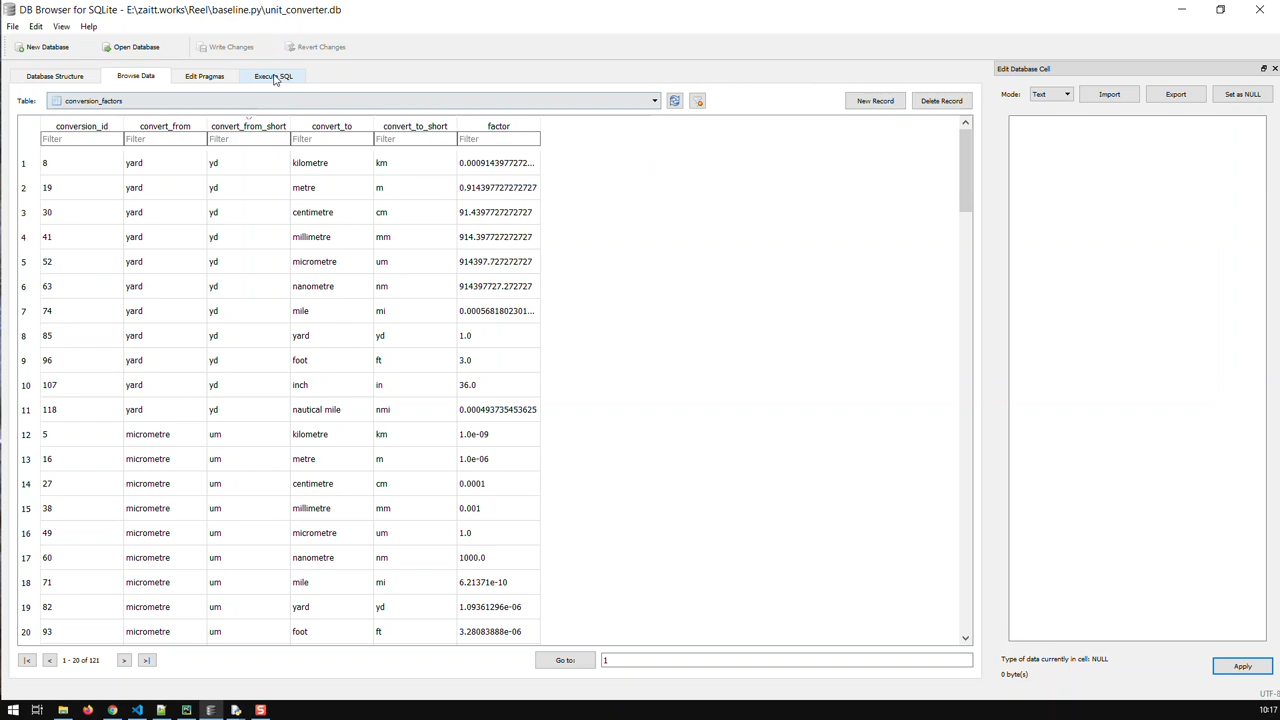 DB Browser for SQLite - E:\zaitt.works\Reel\baseline.py\unit_converter.db
File Edit View Help
New Database Open Database Write Changes Revert Changes
Database Structure Browse Data Edit Pragmas Execute SQL
Table: conversion_factors New Record Delete Record
conversion_id convert_from convert_from_short convert_to convert_to_short factor
Filter Filter Filter Filter Filter Filter
1 8 yard yd kilometre km 0.0009143977272...
2 19 yard yd metre m 0.914397727272727
3 30 yard yd centimetre cm 91.4397727272727
4 41 yard yd millimetre mm 914.397727272727
5 52 yard yd micrometre um 914397.727272727
6 63 yard yd nanometre nm 914397727.272727
7 74 yard yd mile mi 0.0005681802301...
8 85 yard yd yard yd 1.0
9 96 yard yd foot ft 3.0
10 107 yard yd inch in 36.0
11 118 yard yd nautical mile nmi 0.000493735453625
12 5 micrometre um kilometre km 1.0e-09
13 16 micrometre um metre m 1.0e-06
14 27 micrometre um centimetre cm 0.0001
15 38 micrometre um millimetre mm 0.001
16 49 micrometre um micrometre um 1.0
17 60 micrometre um nanometre nm 1000.0
18 71 micrometre um mile mi 6.21371e-10
19 82 micrometre um yard yd 1.09361296e-06
20 93 micrometre um foot ft 3.28083888e-06
|< < 1 - 20 of 121 > >| Go to: 1
Edit Database Cell
Mode: Text Import Export Set as NULL
Type of data currently in cell: NULL
0 byte(s)
Apply
UTF-8
10:17